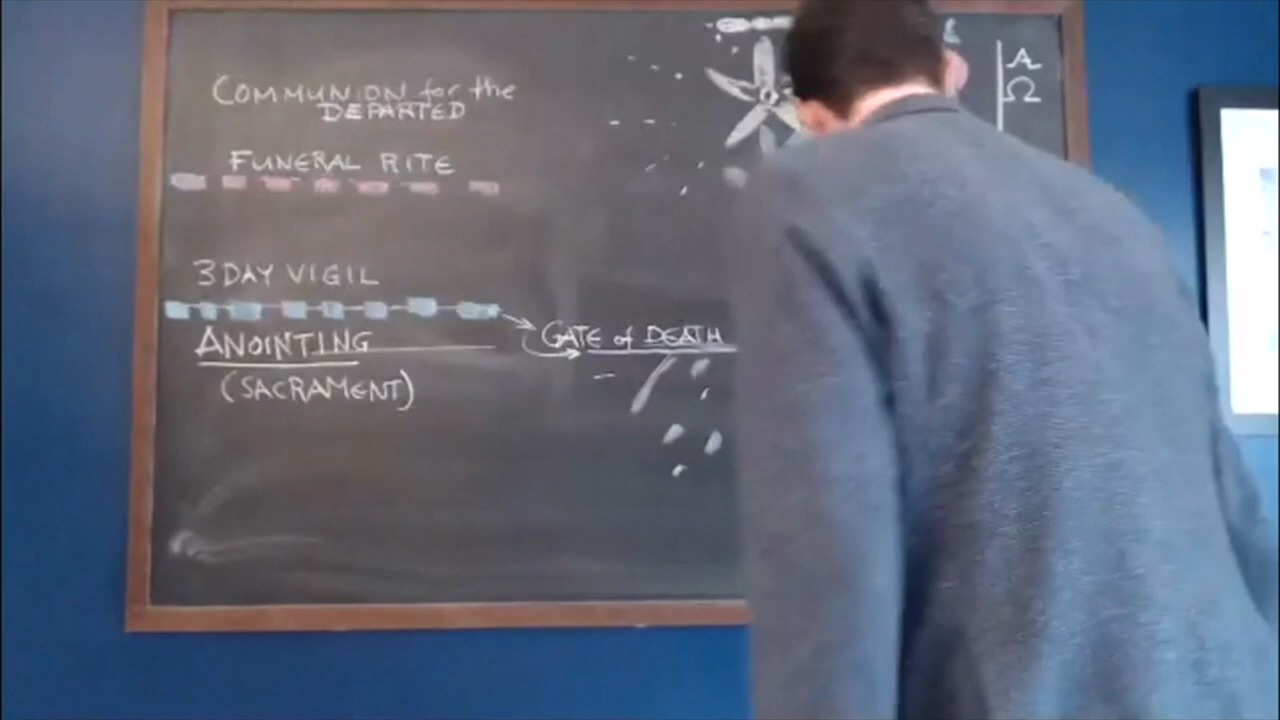 COMMUNION for the
DEPARTED
FUNERAL RITE
3 DAY VIGIL
ANOINTING
(SACRAMENT)
GATE of DEATH
Α
Ω